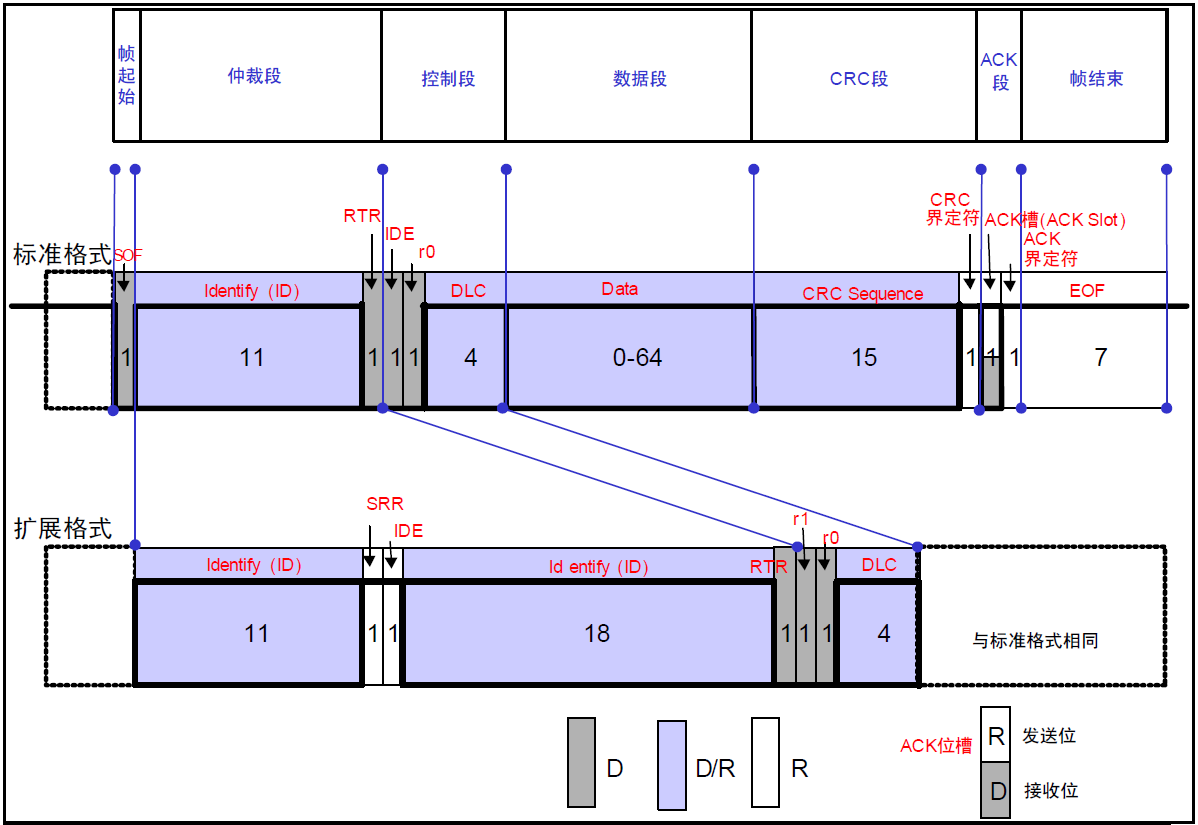 帧起始
仲裁段
控制段
数据段
CRC段
ACK段
帧结束
标准格式
SOF
RTR
IDE
r0
CRC
界定符
ACK槽(ACK Slot)
ACK
界定符
Identify (ID)
DLC
Data
CRC Sequence
EOF
1
11
1
1
1
4
0-64
15
1
1
1
7
扩展格式
SRR
IDE
r1
r0
Identify (ID)
Id entify (ID)
RTR
DLC
11
1
1
18
1
1
1
4
与标准格式相同
D
D/R
R
ACK位槽
R
发送位
D
接收位